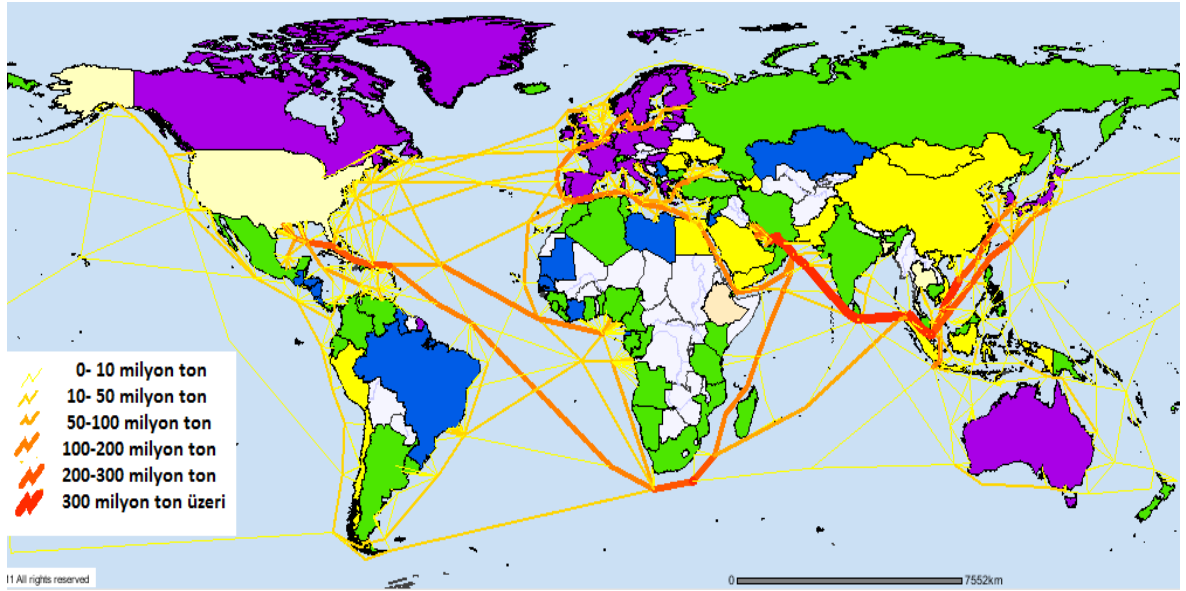 0- 10 milyon ton
10- 50 milyon ton
50-100 milyon ton
100-200 milyon ton
200-300 milyon ton
300 milyon ton üzeri
All rights reserved
0 7552km